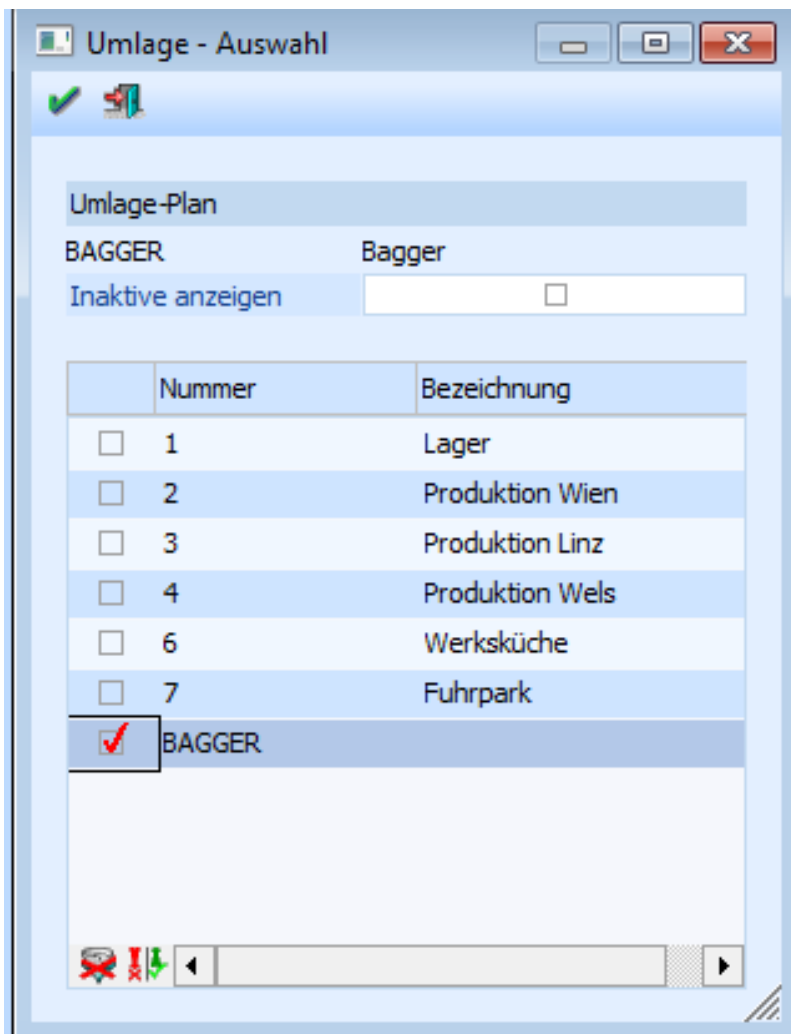 Umlage - Auswahl
Umlage-Plan
BAGGER Bagger
Inaktive anzeigen
Nummer Bezeichnung
1 Lager
2 Produktion Wien
3 Produktion Linz
4 Produktion Wels
6 Werksküche
7 Fuhrpark
BAGGER